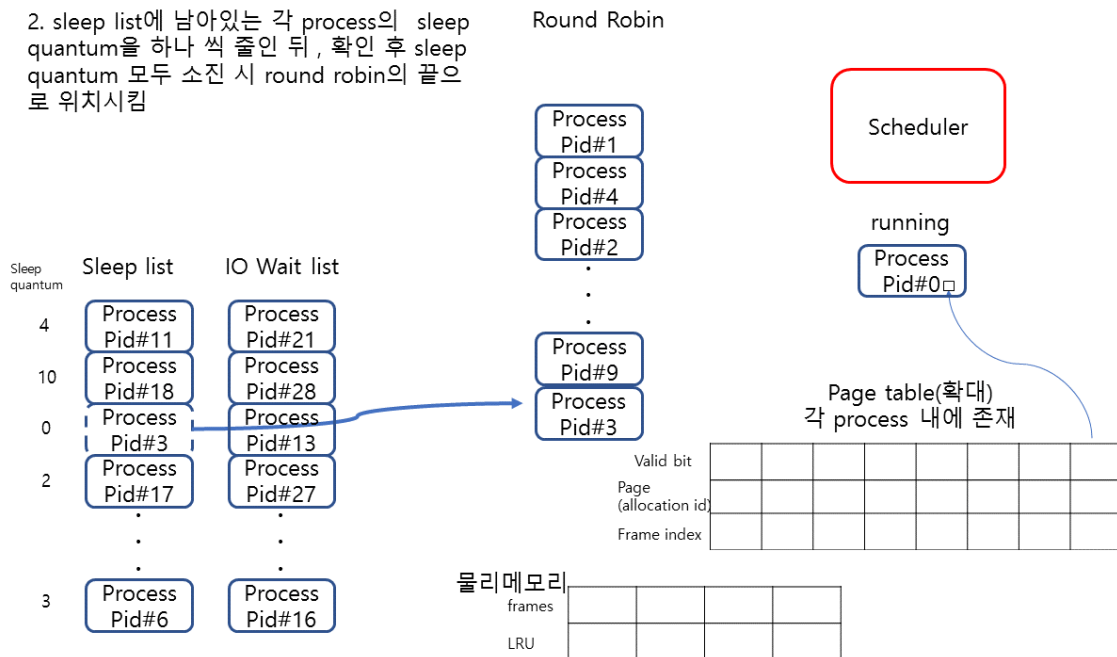 2. sleep list에 남아있는 각 process의 sleep
quantum을 하나 씩 줄인 뒤 , 확인 후 sleep
quantum 모두 소진 시 round robin의 끝으
로 위치시킴
Round Robin
Process
Pid#1
Process
Pid#4
Process
Pid#2
Process
Pid#9
Process
Pid#3
Scheduler
running
Process
Pid#0
Sleep
quantum
4
10
0
2
3
Sleep list
Process
Pid#11
Process
Pid#18
Process
Pid#3
Process
Pid#17
Process
Pid#6
IO Wait list
Process
Pid#21
Process
Pid#28
Process
Pid#13
Process
Pid#27
Process
Pid#16
Page table(확대)
각 process 내에 존재
Valid bit
Page
(allocation id)
Frame index
물리메모리
frames
LRU